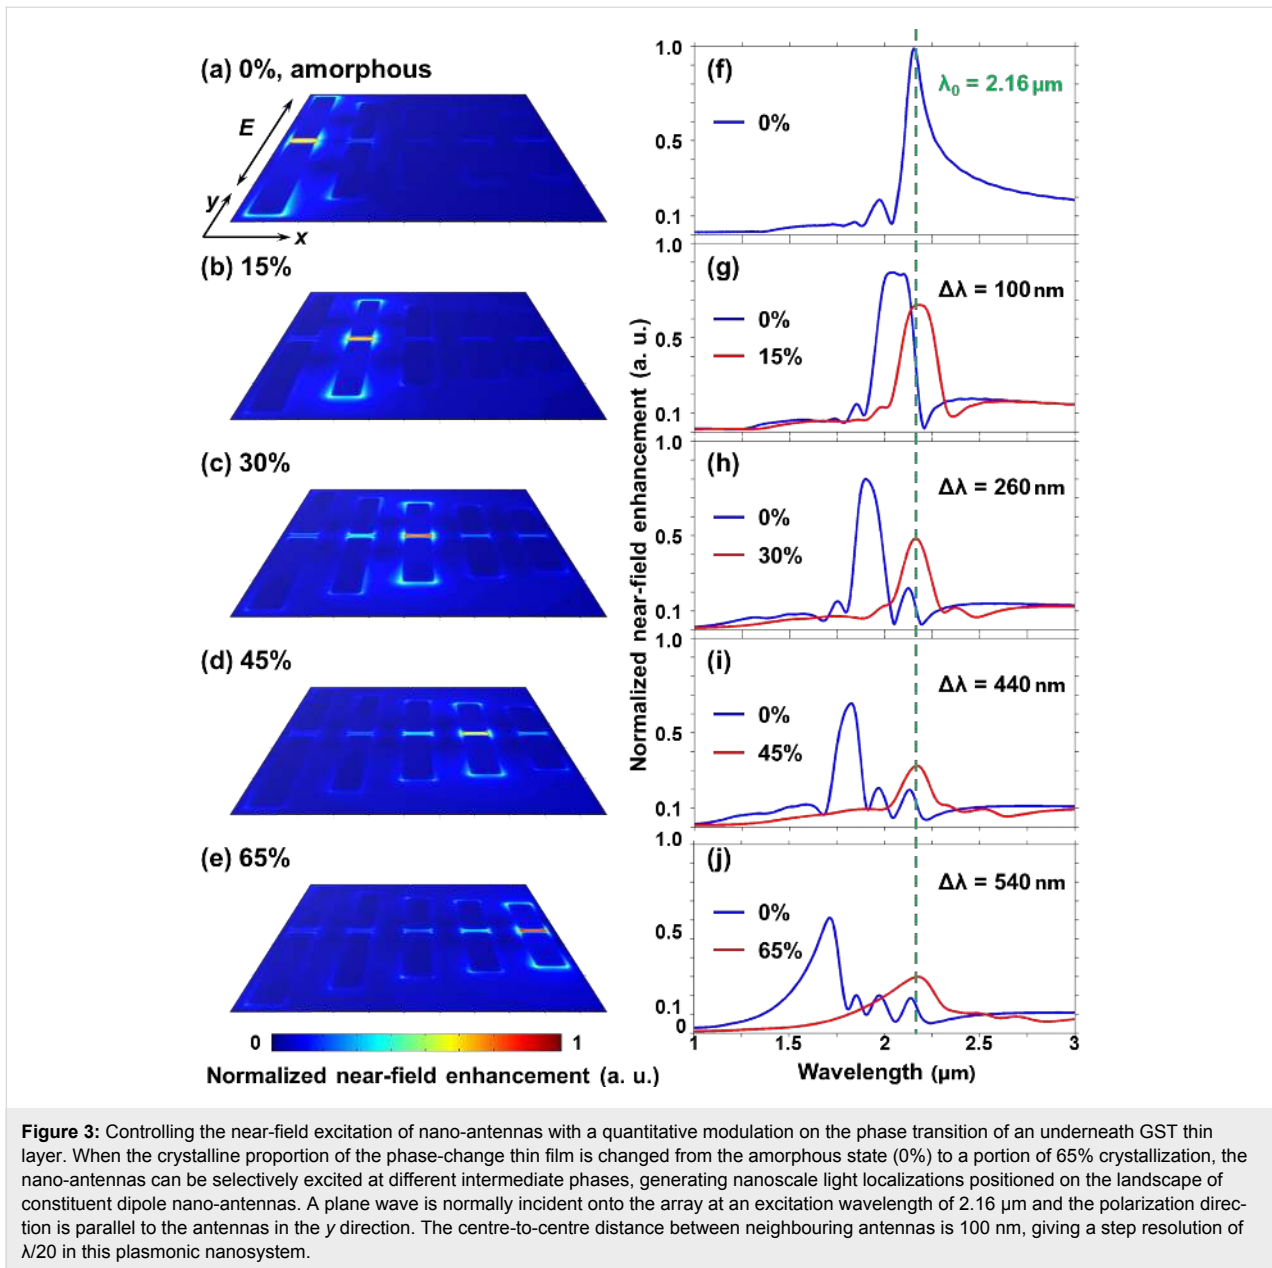 (a) 0%, amorphous
E
y
x
(b) 15%
(c) 30%
(d) 45%
(e) 65%
0
1
Normalized near-field enhancement (a. u.)
Normalized near-field enhancement (a. u.)
1.0
0.5
0.1
(f)
λ0 = 2.16 µm
0%
1.0
0.5
0.1
(g)
Δλ = 100 nm
0%
15%
1.0
0.5
0.1
(h)
Δλ = 260 nm
0%
30%
1.0
0.5
0.1
(i)
Δλ = 440 nm
0%
45%
1.0
0.5
0.1
0
(j)
Δλ = 540 nm
0%
65%
1
1.5
2
2.5
3
Wavelength (µm)
Figure 3: Controlling the near-field excitation of nano-antennas with a quantitative modulation on the phase transition of an underneath GST thin
layer. When the crystalline proportion of the phase-change thin film is changed from the amorphous state (0%) to a portion of 65% crystallization, the
nano-antennas can be selectively excited at different intermediate phases, generating nanoscale light localizations positioned on the landscape of
constituent dipole nano-antennas. A plane wave is normally incident onto the array at an excitation wavelength of 2.16 µm and the polarization direc-
tion is parallel to the antennas in the y direction. The centre-to-centre distance between neighbouring antennas is 100 nm, giving a step resolution of
λ/20 in this plasmonic nanosystem.